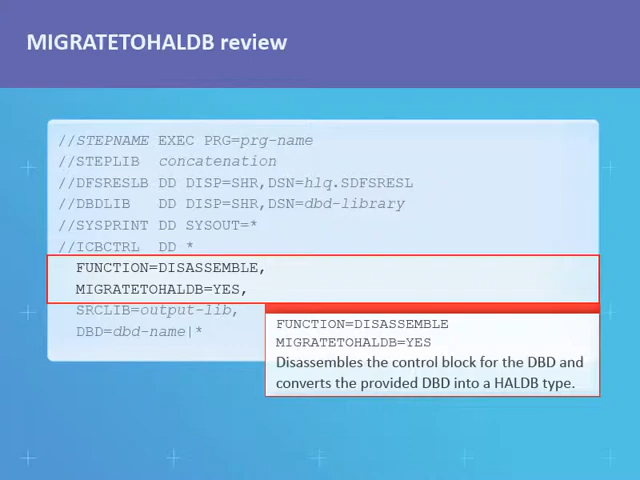 MIGRATETOHALDB review
//STEPNAME EXEC PRG=prg-name
//STEPLIB concatenation
//DFSRESLB DD DISP=SHR,DSN=hlq.SDFSRESL
//DBDLIB DD DISP=SHR,DSN=dbd-library
//SYSPRINT DD SYSOUT=*
//ICBCTRL DD *
FUNCTION=DISASSEMBLE,
MIGRATETOHALDB=YES,
SRCLIB=output-lib,
DBD=dbd-name|*
FUNCTION=DISASSEMBLE
MIGRATETOHALDB=YES
Disassembles the control block for the DBD and
converts the provided DBD into a HALDB type.